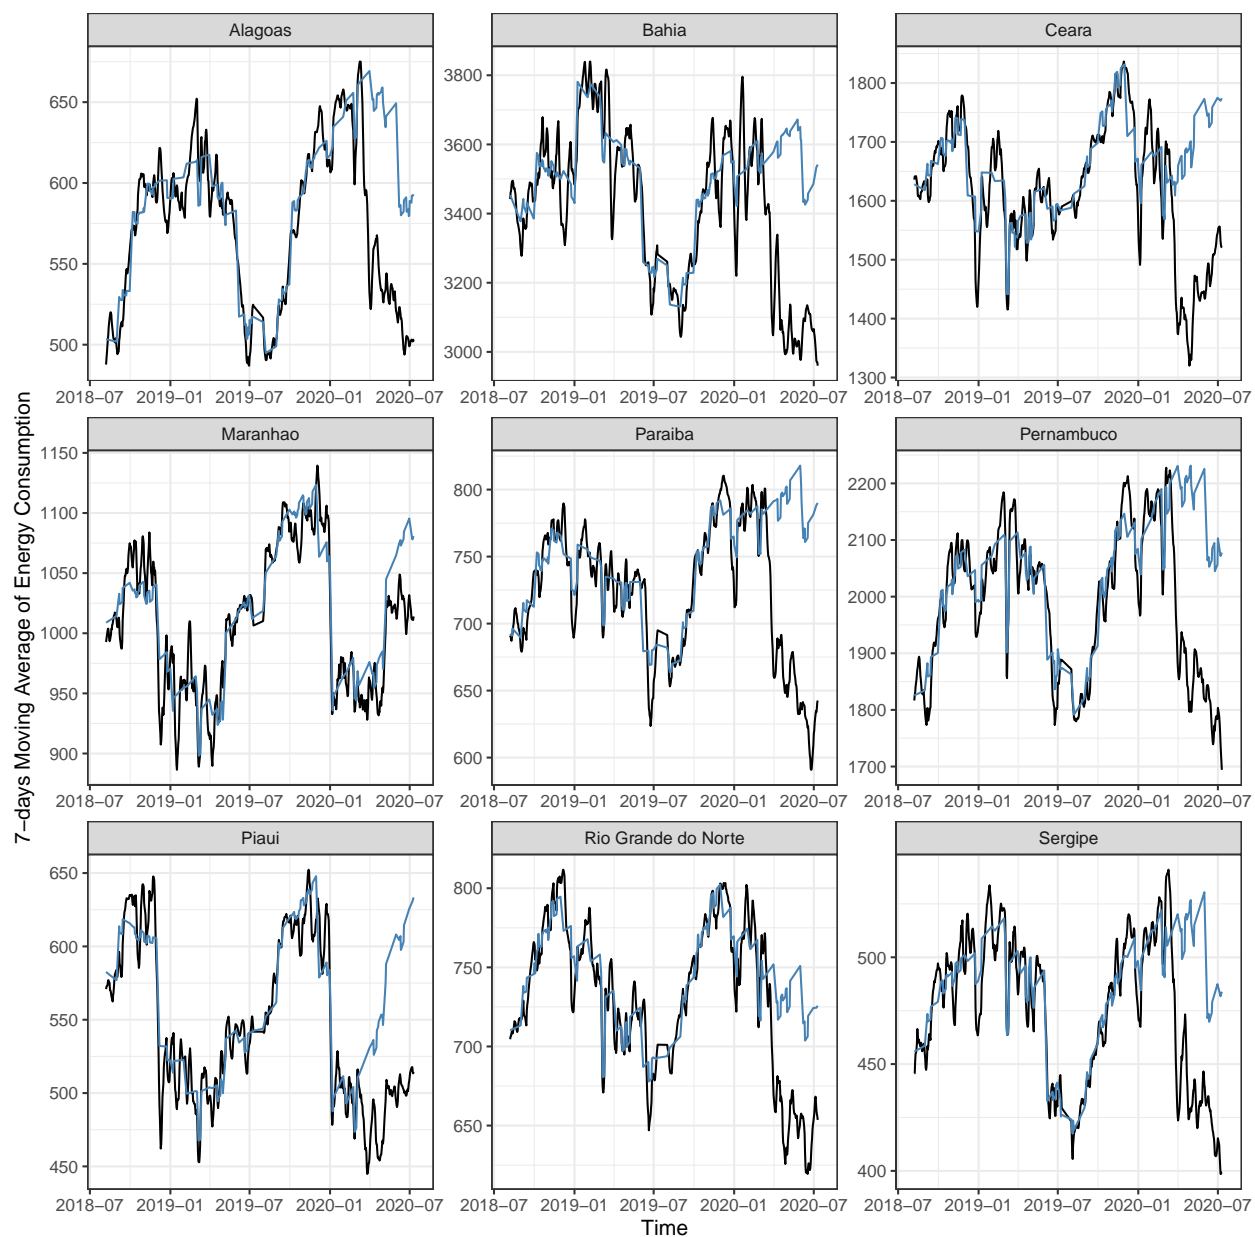 Alagoas
Bahia
Ceara
650
600
550
500
3800
3600
3400
3200
3000
1800
1700
1600
1500
1400
1300
2018−07 2019−01 2019−07 2020−01 2020−07
2018−07 2019−01 2019−07 2020−01 2020−07
2018−07 2019−01 2019−07 2020−01 2020−07
7−days Moving Average of Energy Consumption
Maranhao
Paraiba
Pernambuco
1150
1100
1050
1000
950
900
800
750
700
650
600
2200
2100
2000
1900
1800
1700
2018−07 2019−01 2019−07 2020−01 2020−07
2018−07 2019−01 2019−07 2020−01 2020−07
2018−07 2019−01 2019−07 2020−01 2020−07
Piaui
Rio Grande do Norte
Sergipe
650
600
550
500
450
800
750
700
650
500
450
400
2018−07 2019−01 2019−07 2020−01 2020−07
2018−07 2019−01 2019−07 2020−01 2020−07
2018−07 2019−01 2019−07 2020−01 2020−07
Time